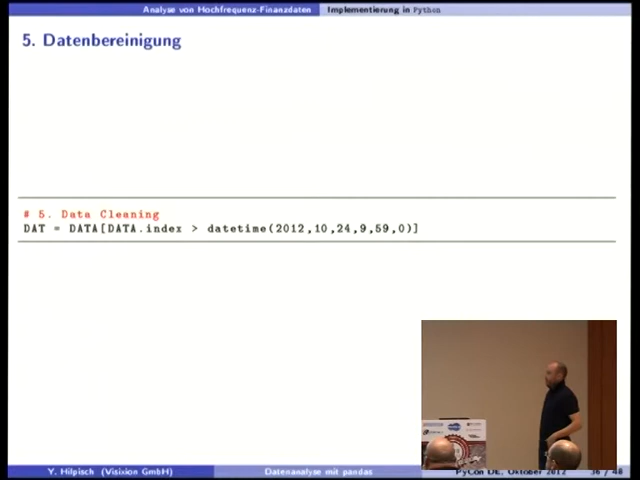 Analyse von Hochfrequenz-Finanzdaten Implementierung in Python
5. Datenbereinigung
# 5. Data Cleaning
DAT = DATA[DATA.index > datetime(2012,10,24,9,59,0)]
Y. Hilpisch (Visixion GmbH) Datenanalyse mit pandas PyCon DE, Oktober 2012 36 / 48